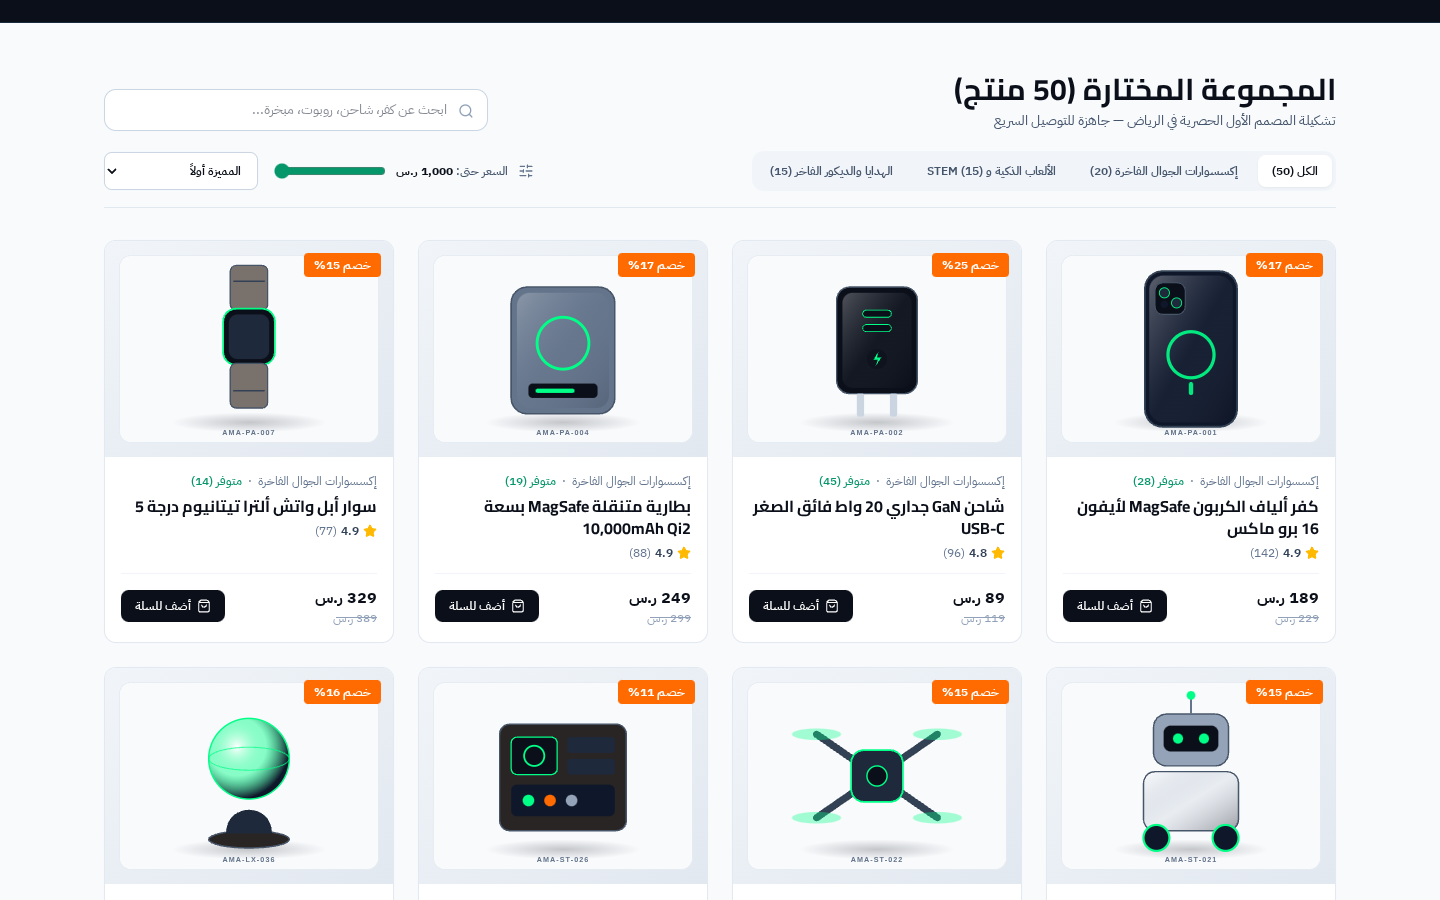 المجموعة المختارة (50 منتج)
تشكيلة المصمم الأول الحصرية في الرياض — جاهزة للتوصيل السريع
ابحث عن كفر، شاحن، روبوت، مبخرة...
الكل (50)
إكسسوارات الجوال الفاخرة (20)
الألعاب الذكية و STEM (15)
الهدايا والديكور الفاخر (15)
السعر حتى: 1,000 ر.س
المميزة أولاً
خصم 17%
AMA-PA-001
إكسسوارات الجوال الفاخرة · متوفر (28)
كفر ألياف الكربون MagSafe لأيفون
16 برو ماكس
4.9 (142)
189 ر.س
229 ر.س
أضف للسلة
خصم 25%
AMA-PA-002
إكسسوارات الجوال الفاخرة · متوفر (45)
شاحن GaN جداري 20 واط فائق الصغر
USB-C
4.8 (96)
89 ر.س
119 ر.س
أضف للسلة
خصم 17%
AMA-PA-004
إكسسوارات الجوال الفاخرة · متوفر (19)
بطارية متنقلة MagSafe بسعة
10,000mAh Qi2
4.9 (88)
249 ر.س
299 ر.س
أضف للسلة
خصم 15%
AMA-PA-007
إكسسوارات الجوال الفاخرة · متوفر (14)
سوار أبل واتش ألترا تيتانيوم درجة 5
4.9 (77)
329 ر.س
389 ر.س
أضف للسلة
خصم 15%
AMA-ST-021
خصم 15%
AMA-ST-022
خصم 11%
AMA-ST-026
خصم 16%
AMA-LX-036